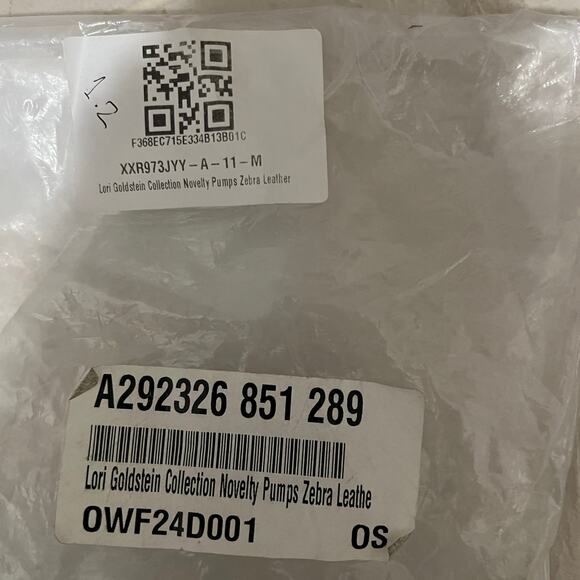 1.2
F368EC715E334B13B01C
XXR973JYY-A-11-M
Lori Goldstein Collection Novelty Pumps Zebra Leather
A292326 851 289
Lori Goldstein Collection Novelty Pumps Zebra Leathe
OWF24D001 OS